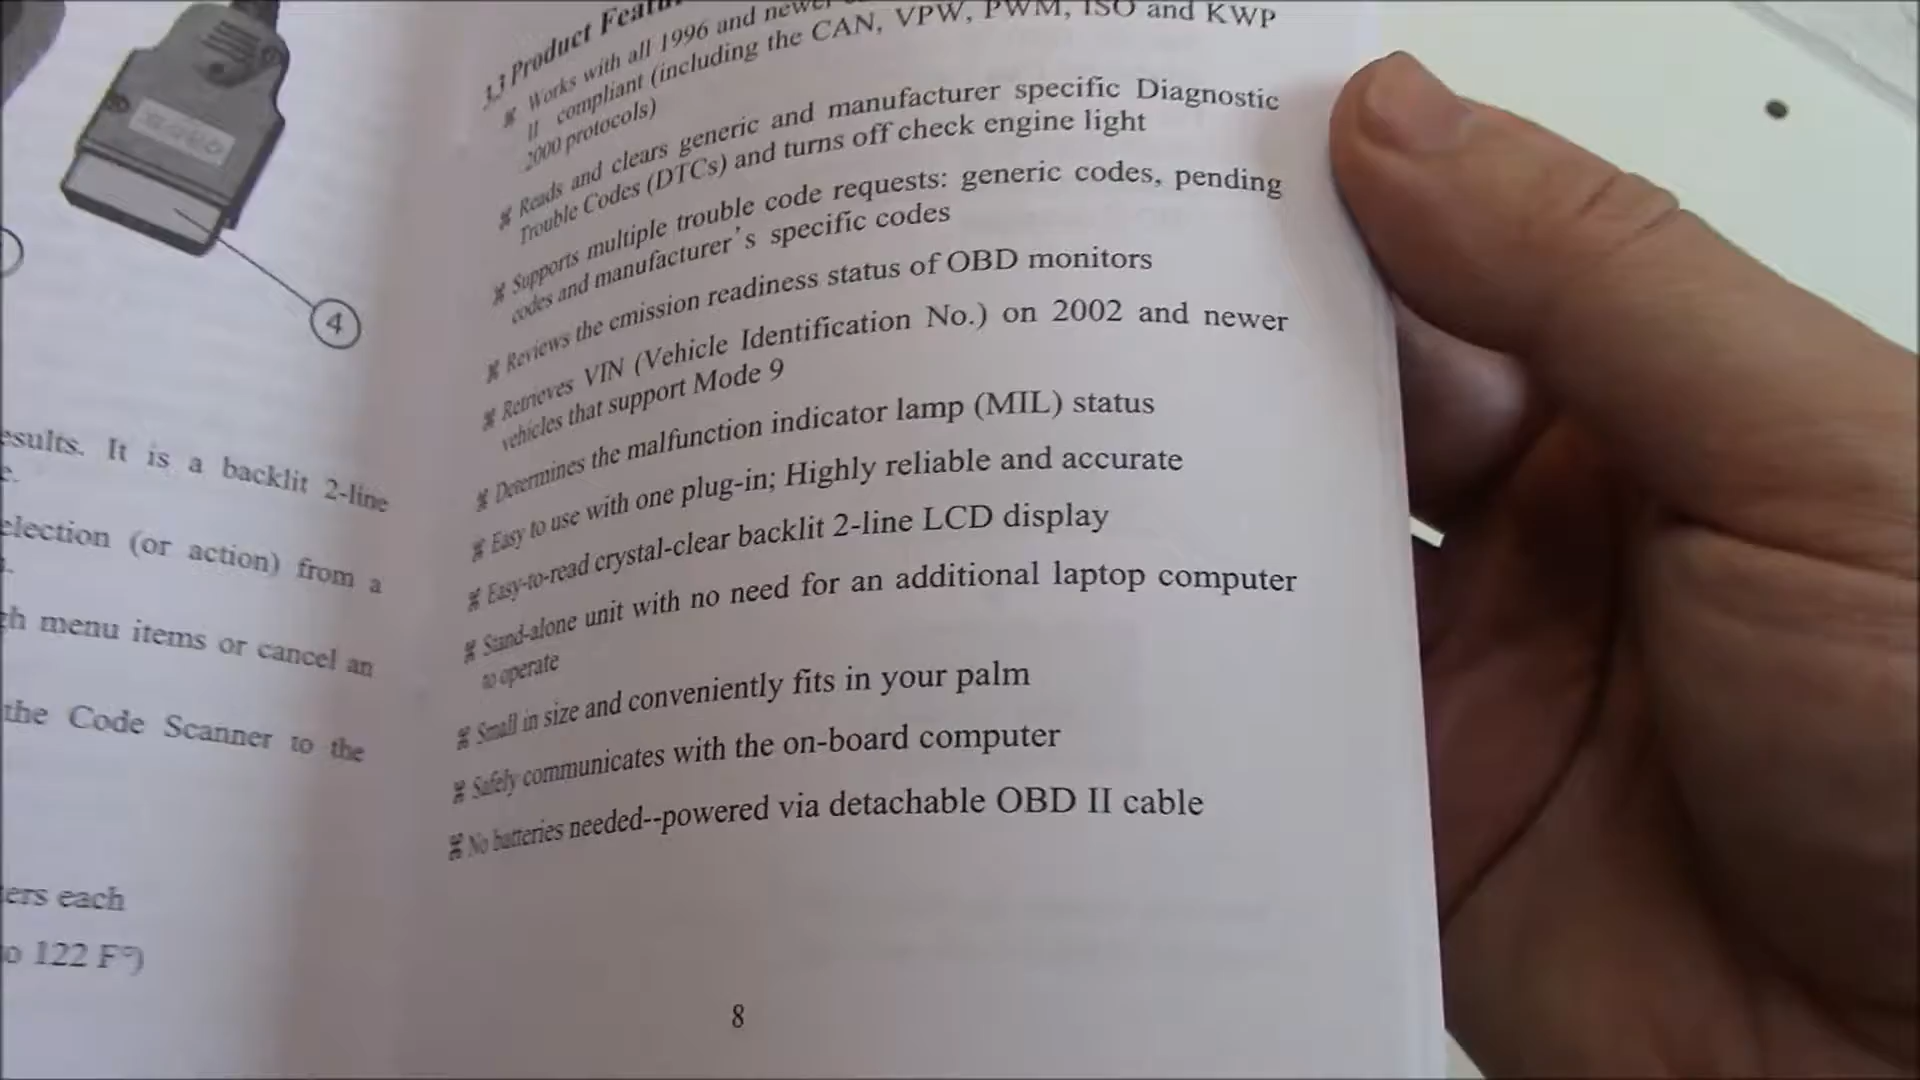 4
esults. It is a backlit 2-line
e.
election (or action) from a
gh menu items or cancel an
the Code Scanner to the
ers each
o 122 F°)
3.3 Product Featu
⌘ Works with all 1996 and newer
II compliant (including the CAN, VPW, PWM, ISO and KWP
2000 protocols)
⌘ Reads and clears generic and manufacturer specific Diagnostic
Trouble Codes (DTCs) and turns off check engine light
⌘ Supports multiple trouble code requests: generic codes, pending
codes and manufacturer's specific codes
⌘ Reviews the emission readiness status of OBD monitors
⌘ Retrieves VIN (Vehicle Identification No.) on 2002 and newer
vehicles that support Mode 9
⌘ Determines the malfunction indicator lamp (MIL) status
⌘ Easy to use with one plug-in; Highly reliable and accurate
⌘ Easy-to-read crystal-clear backlit 2-line LCD display
⌘ Stand-alone unit with no need for an additional laptop computer
to operate
⌘ Small in size and conveniently fits in your palm
⌘ Safely communicates with the on-board computer
⌘ No batteries needed--powered via detachable OBD II cable
8